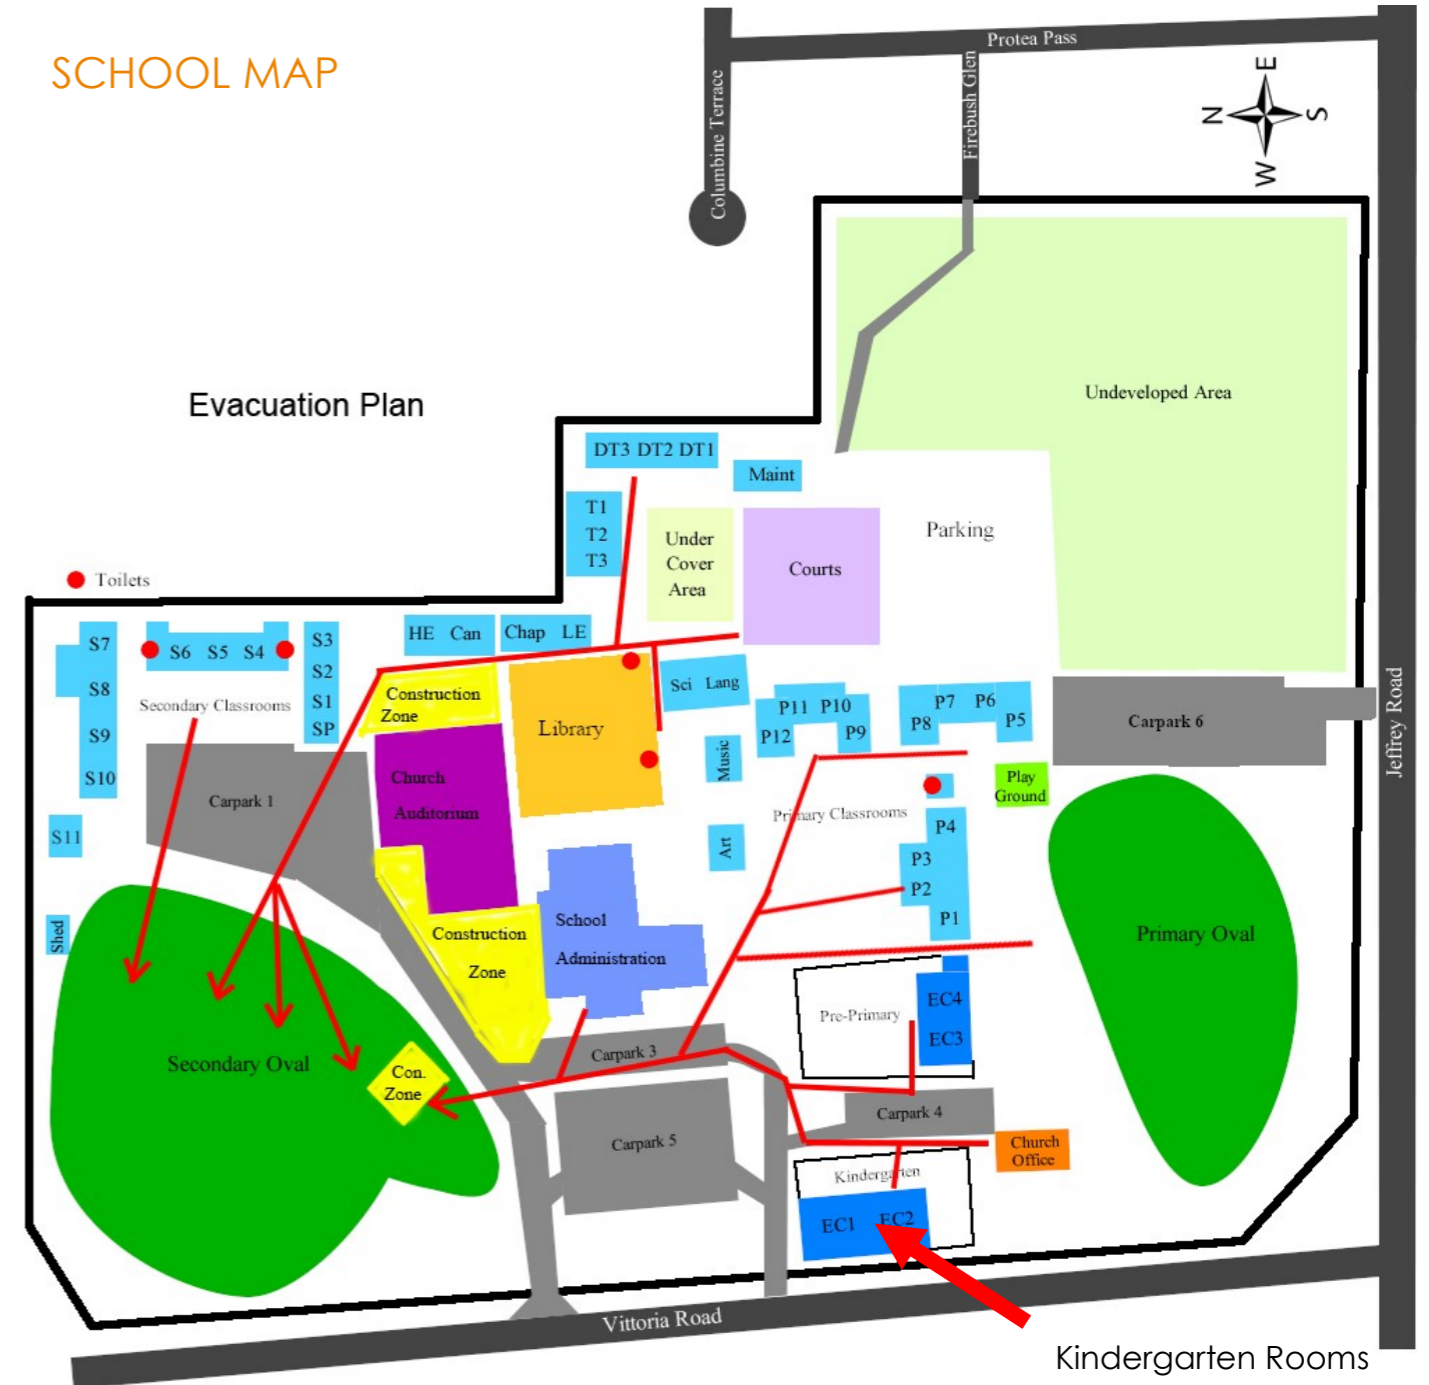 SCHOOL MAP
Protea Pass
Columbine Terrace
Firebush Glen
E
N
S
W
Jeffrey Road
Undeveloped Area
Evacuation Plan
DT3 DT2 DT1
Maint
T1
T2
T3
Under
Cover
Area
Courts
Parking
Toilets
S7
S8
S9
S10
S11
Shed
S6 S5 S4
Secondary Classrooms
S3
S2
S1
SP
HE Can
Chap LE
Construction
Zone
Library
Sci Lang
Music
Art
P11 P10
P12
P9
P7 P6
P8
P5
Carpark 6
Carpark 1
Church
Auditorium
Play
Ground
Primary Classrooms
P4
P3
P2
P1
Primary Oval
School
Administration
Construction
Zone
EC4
EC3
Pre-Primary
Secondary Oval
Con.
Zone
Carpark 3
Carpark 4
Carpark 5
Church
Office
Kindergarten
EC1 EC2
Vittoria Road
Kindergarten Rooms